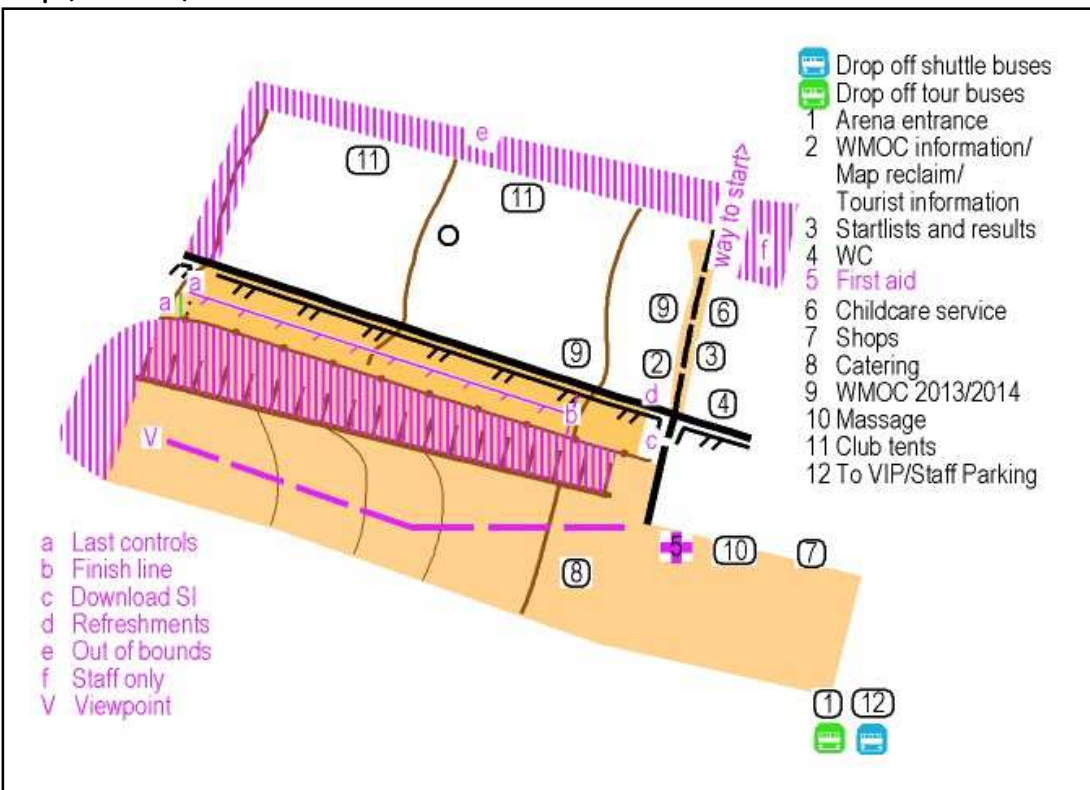 Drop off shuttle buses
Drop off tour buses
1 Arena entrance
2 WMOC information/
Map reclaim/
Tourist information
3 Startlists and results
4 WC
5 First aid
6 Childcare service
7 Shops
8 Catering
9 WMOC 2013/2014
10 Massage
11 Club tents
12 To VIP/Staff Parking
e
11
11
way to start>
f
a
a
9
6
9
2
3
d
4
b
c
V
5
10
7
8
a Last controls
b Finish line
c Download SI
d Refreshments
e Out of bounds
f Staff only
V Viewpoint
1
12